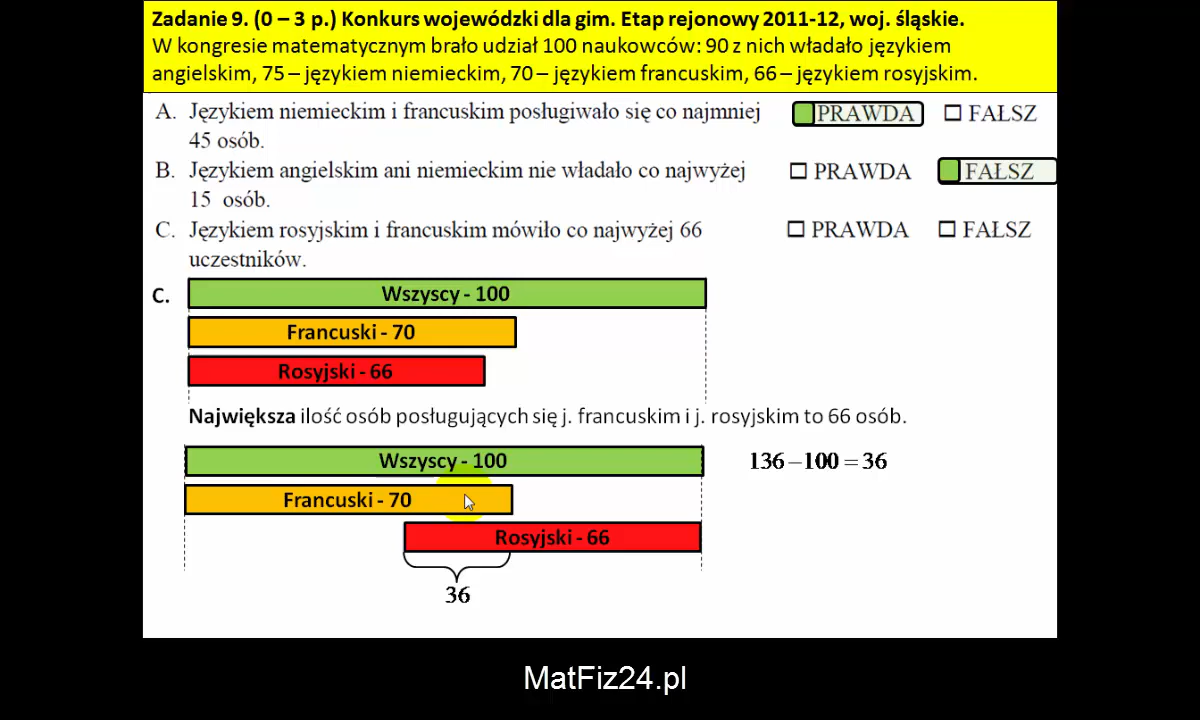 Zadanie 9. (0 – 3 p.) Konkurs wojewódzki dla gim. Etap rejonowy 2011-12, woj. śląskie.
W kongresie matematycznym brało udział 100 naukowców: 90 z nich władało językiem
angielskim, 75 – językiem niemieckim, 70 – językiem francuskim, 66 – językiem rosyjskim.
A. Językiem niemieckim i francuskim posługiwało się co najmniej PRAWDA FAŁSZ
45 osób.
B. Językiem angielskim ani niemieckim nie władało co najwyżej PRAWDA FAŁSZ
15 osób.
C. Językiem rosyjskim i francuskim mówiło co najwyżej 66 PRAWDA FAŁSZ
uczestników.
C. Wszyscy - 100
Francuski - 70
Rosyjski - 66
Największa ilość osób posługujących się j. francuskim i j. rosyjskim to 66 osób.
Wszyscy - 100 136 – 100 = 36
Francuski - 70
Rosyjski - 66
36
MatFiz24.pl